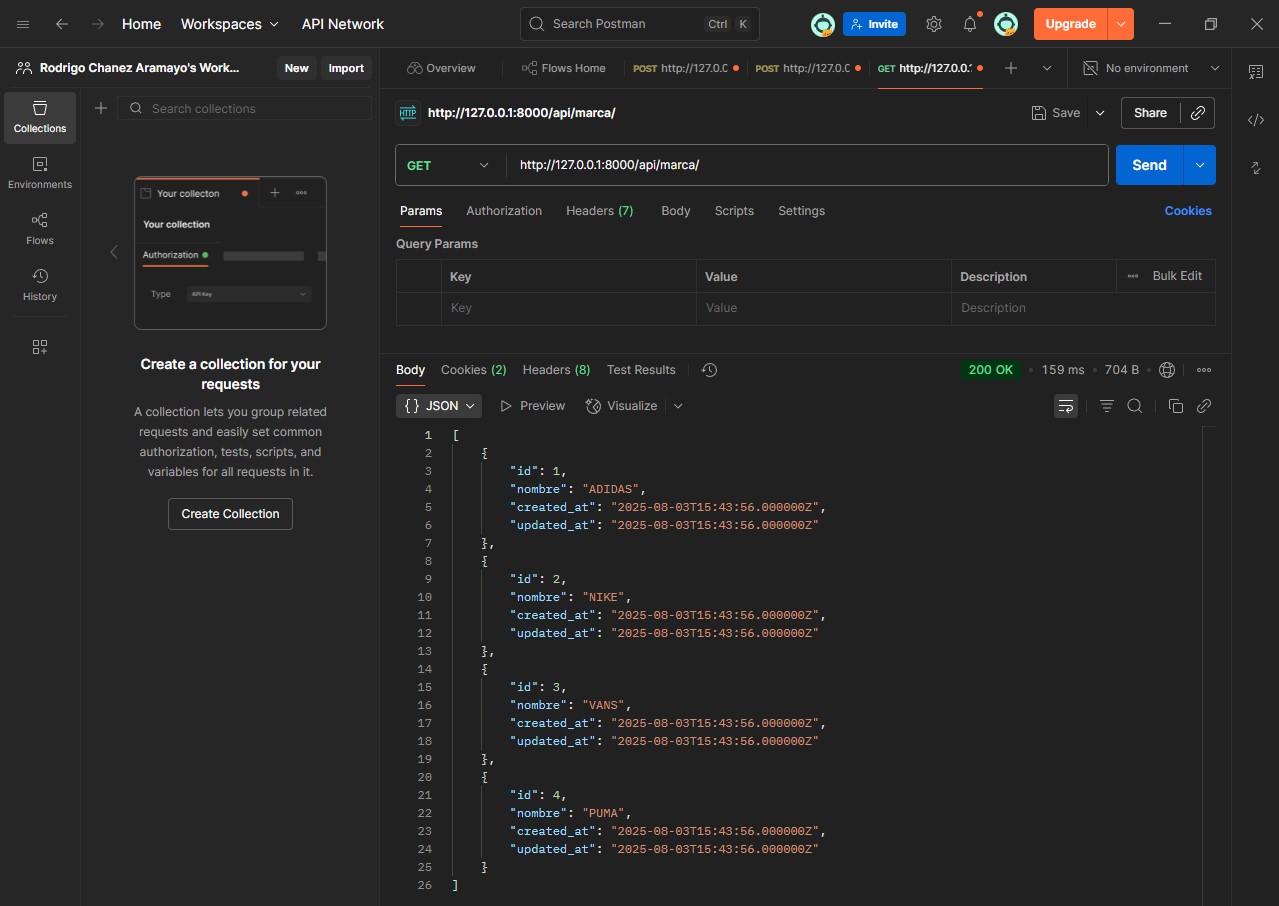 Home Workspaces API Network Search Postman Ctrl K Invite Upgrade
Rodrigo Chanez Aramayo's Work... New Import
Overview Flows Home POST http://127.0.0 POST http://127.0.0 GET http://127.0.0. No environment
Collections
Environments
Flows
History
Search collections
Your collecton
Your collection
Authorization
Type API Key
Create a collection for your
requests
A collection lets you group related
requests and easily set common
authorization, tests, scripts, and
variables for all requests in it.
Create Collection
HTTP http://127.0.0.1:8000/api/marca/ Save Share
GET http://127.0.0.1:8000/api/marca/ Send
Params Authorization Headers (7) Body Scripts Settings Cookies
Query Params
Key Value Description Bulk Edit
Key Value Description
Body Cookies (2) Headers (8) Test Results 200 OK • 159 ms • 704 B
{} JSON Preview Visualize
1 [
2 {
3 "id": 1,
4 "nombre": "ADIDAS",
5 "created_at": "2025-08-03T15:43:56.000000Z",
6 "updated_at": "2025-08-03T15:43:56.000000Z"
7 },
8 {
9 "id": 2,
10 "nombre": "NIKE",
11 "created_at": "2025-08-03T15:43:56.000000Z",
12 "updated_at": "2025-08-03T15:43:56.000000Z"
13 },
14 {
15 "id": 3,
16 "nombre": "VANS",
17 "created_at": "2025-08-03T15:43:56.000000Z",
18 "updated_at": "2025-08-03T15:43:56.000000Z"
19 },
20 {
21 "id": 4,
22 "nombre": "PUMA",
23 "created_at": "2025-08-03T15:43:56.000000Z",
24 "updated_at": "2025-08-03T15:43:56.000000Z"
25 }
26 ]